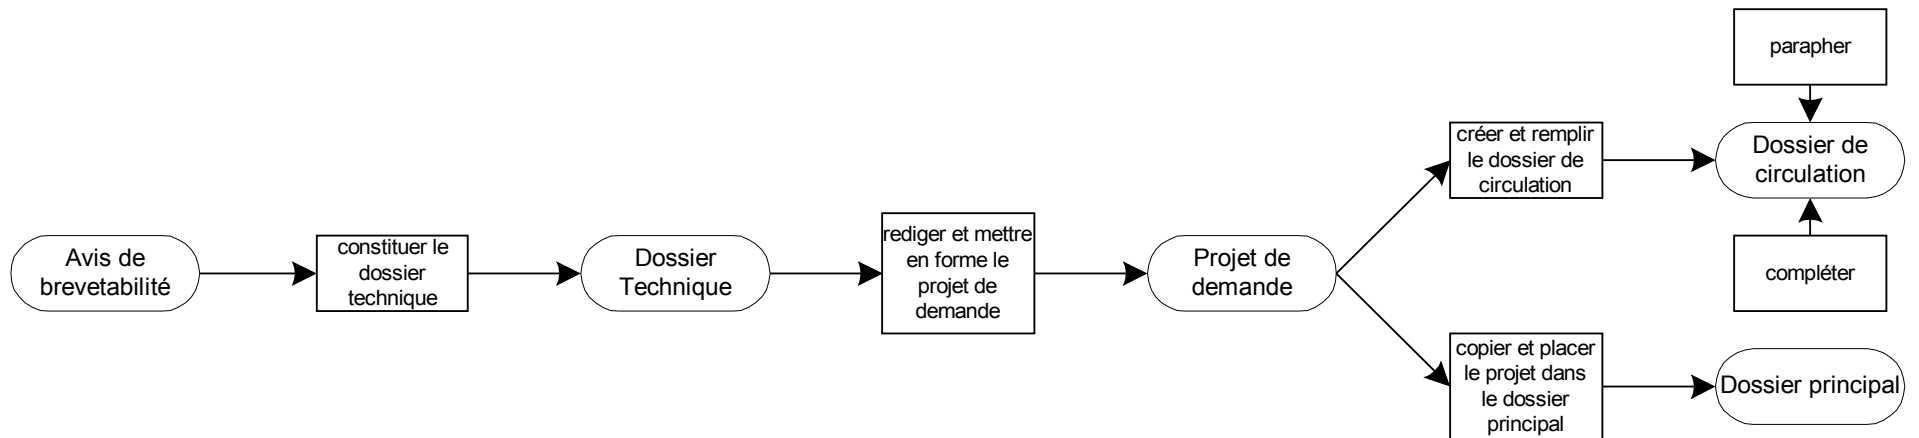 Avis de
brevetabilité
constituer le
dossier
technique
Dossier
Technique
rediger et mettre
en forme le
projet de
demande
Projet de
demande
créer et remplir
le dossier de
circulation
parapher
Dossier de
circulation
compléter
copier et placer
le projet dans
le dossier
principal
Dossier principal